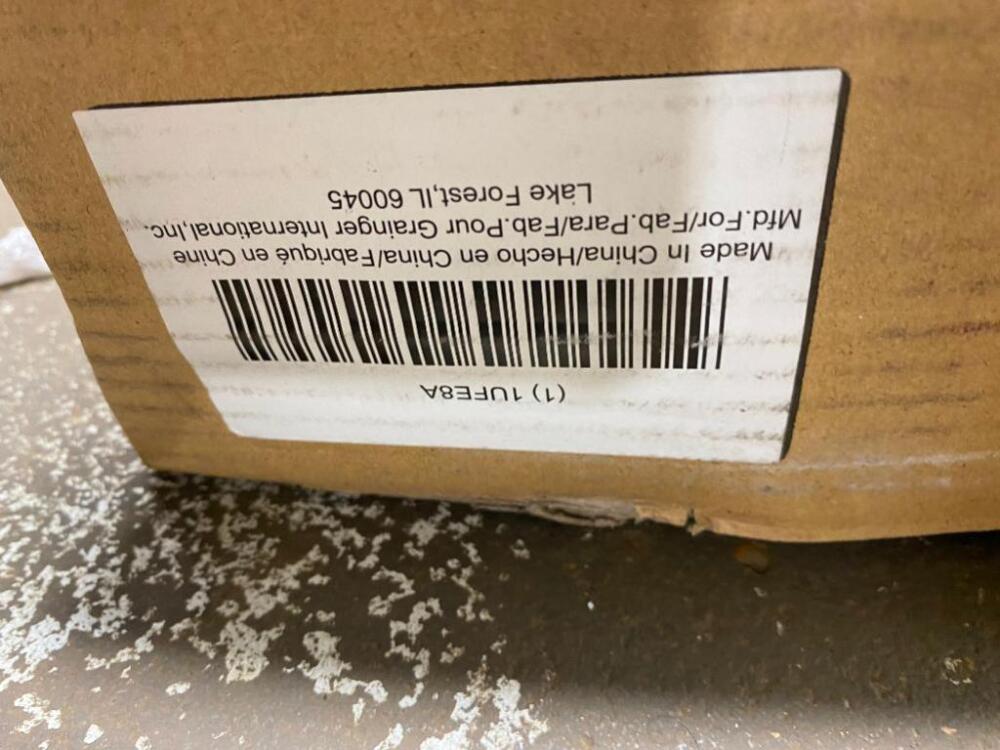 (1) 1UFE8A
Made In China/Hecho en China/Fabriqué en Chine
Mfd.For/Fab.Para/Fab.Pour Grainger International,Inc.
Lake Forest,IL 60045